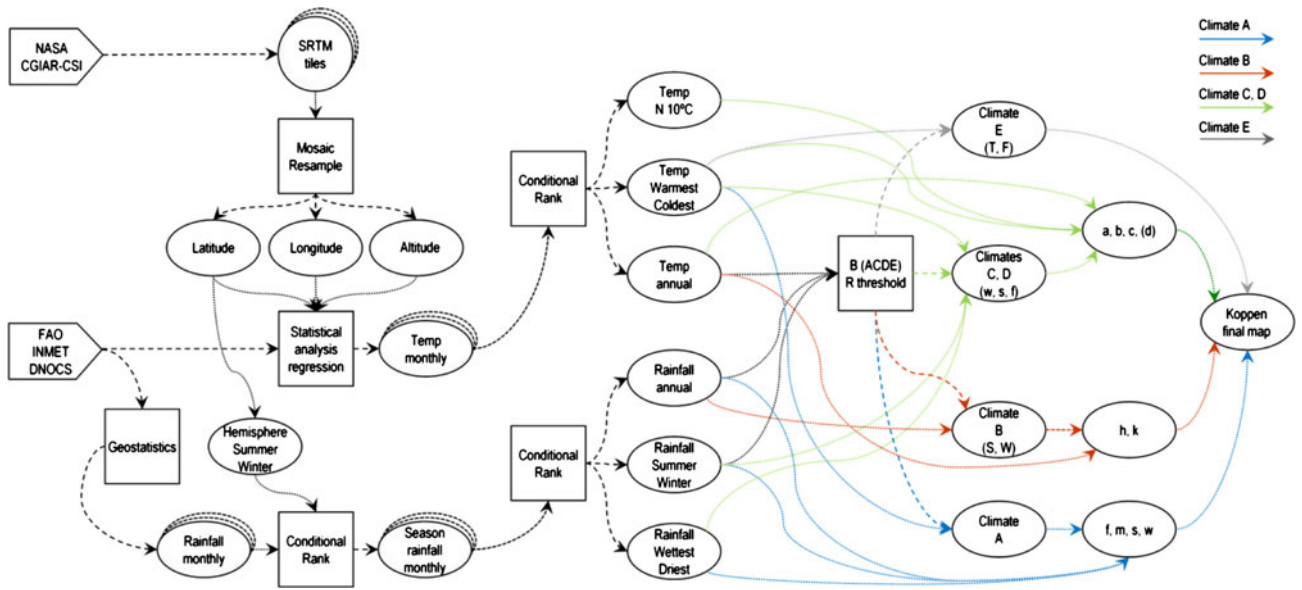 NASA
CGIAR-CSI
SRTM
tiles
Mosaic
Resample
Latitude
Longitude
Altitude
FAO
INMET
DNOCS
Statistical
analysis
regression
Temp
monthly
Geostatistics
Hemisphere
Summer
Winter
Rainfall
monthly
Conditional
Rank
Season
rainfall
monthly
Conditional
Rank
Conditional
Rank
Temp
N 10ºC
Temp
Warmest
Coldest
Temp
annual
Rainfall
annual
Rainfall
Summer
Winter
Rainfall
Wettest
Driest
B (ACDE)
R threshold
Climate
E
(T, F)
Climates
C, D
(w, s, f)
Climate
B
(S, W)
Climate
A
a, b, c, (d)
h, k
f, m, s, w
Koppen
final map
Climate A
Climate B
Climate C, D
Climate E